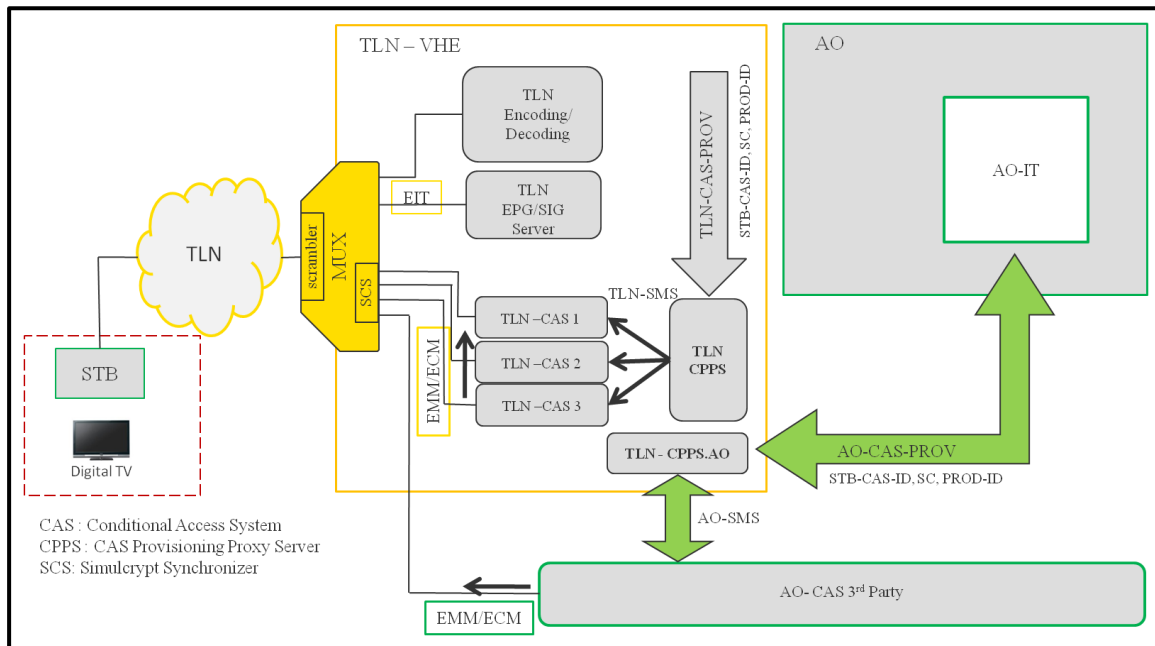 TLN – VHE
AO
TLN
Encoding/
Decoding
TLN-CAS-PROV
STB-CAS-ID, SC, PROD-ID
AO-IT
EIT
TLN
EPG/SIG
Server
TLN
scrambler
MUX
SCS
TLN-SMS
TLN –CAS 1
TLN –CAS 2
TLN –CAS 3
TLN
CPPS
EMM/ECM
STB
Digital TV
TLN - CPPS.AO
AO-CAS-PROV
STB-CAS-ID, SC, PROD-ID
AO-SMS
CAS : Conditional Access System
CPPS : CAS Provisioning Proxy Server
SCS: Simulcrypt Synchronizer
AO- CAS 3rd Party
EMM/ECM